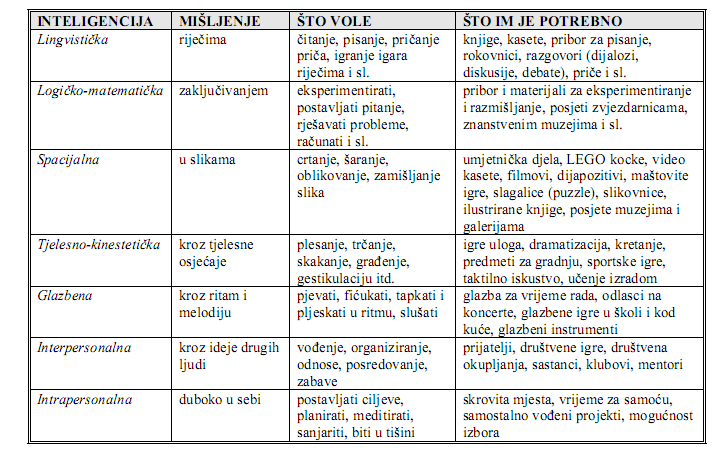 INTELIGENCIJA MIŠLJENJE ŠTO VOLE ŠTO IM JE POTREBNO
Lingvistička riječima čitanje, pisanje, pričanje knjige, kasete, pribor za pisanje,
priča, igranje igara rokovnici, razgovori (dijalozi,
riječima i sl. diskusije, debate), priče i sl.
Logičko-matematička zaključivanjem eksperimentirati, pribor i materijali za eksperimentiranje
postavljati pitanje, i razmišljanje, posjeti zvjezdarnicama,
rješavati probleme, znanstvenim muzejima i sl.
računati i sl.
Spacijalna u slikama crtanje, šaranje, umjetnička djela, LEGO kocke, video
oblikovanje, zamišljanje kasete, filmovi, dijapozitivi, maštovite
slika igre, slagalice (puzzle), slikovnice,
ilustrirane knjige, posjete muzejima i
galerijama
Tjelesno-kinestetička kroz tjelesne plesanje, trčanje, igre uloga, dramatizacija, kretanje,
osjećaje skakanje, građenje, predmeti za gradnju, sportske igre,
gestikulaciju itd. taktilno iskustvo, učenje izradom
Glazbena kroz ritam i pjevati, fićukati, tapkati i glazba za vrijeme rada, odlasci na
melodiju pljeskati u ritmu, slušati koncerte, glazbene igre u školi i kod
kuće, glazbeni instrumenti
Interpersonalna kroz ideje drugih vođenje, organiziranje, prijatelji, društvene igre, društvena
ljudi odnose, posredovanje, okupljanja, sastanci, klubovi, mentori
zabave
Intrapersonalna duboko u sebi postavljati ciljeve, skrovita mjesta, vrijeme za samoću,
planirati, meditirati, samostalno vođeni projekti, mogućnost
sanjariti, biti u tišini izbora